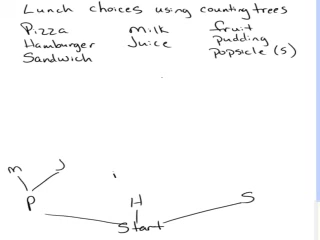 Lunch choices using counting trees
Pizza milk fruit
Hamburger Juice pudding
Sandwich popsicle (s)
m J
P H S
Start